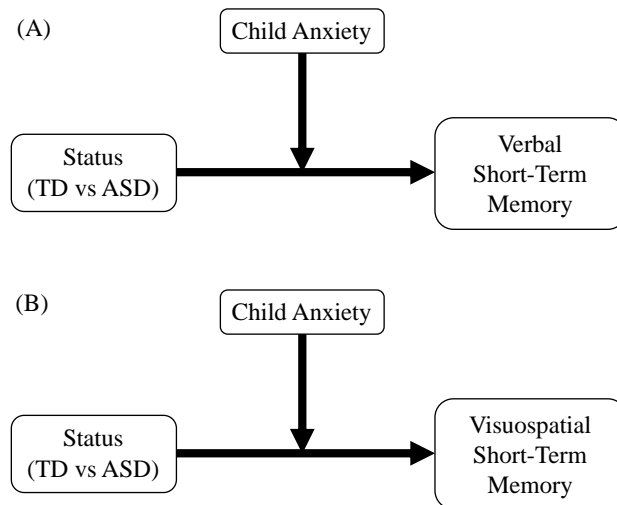 (A)
Child Anxiety
Status
(TD vs ASD)
Verbal
Short-Term
Memory
(B)
Child Anxiety
Status
(TD vs ASD)
Visuospatial
Short-Term
Memory